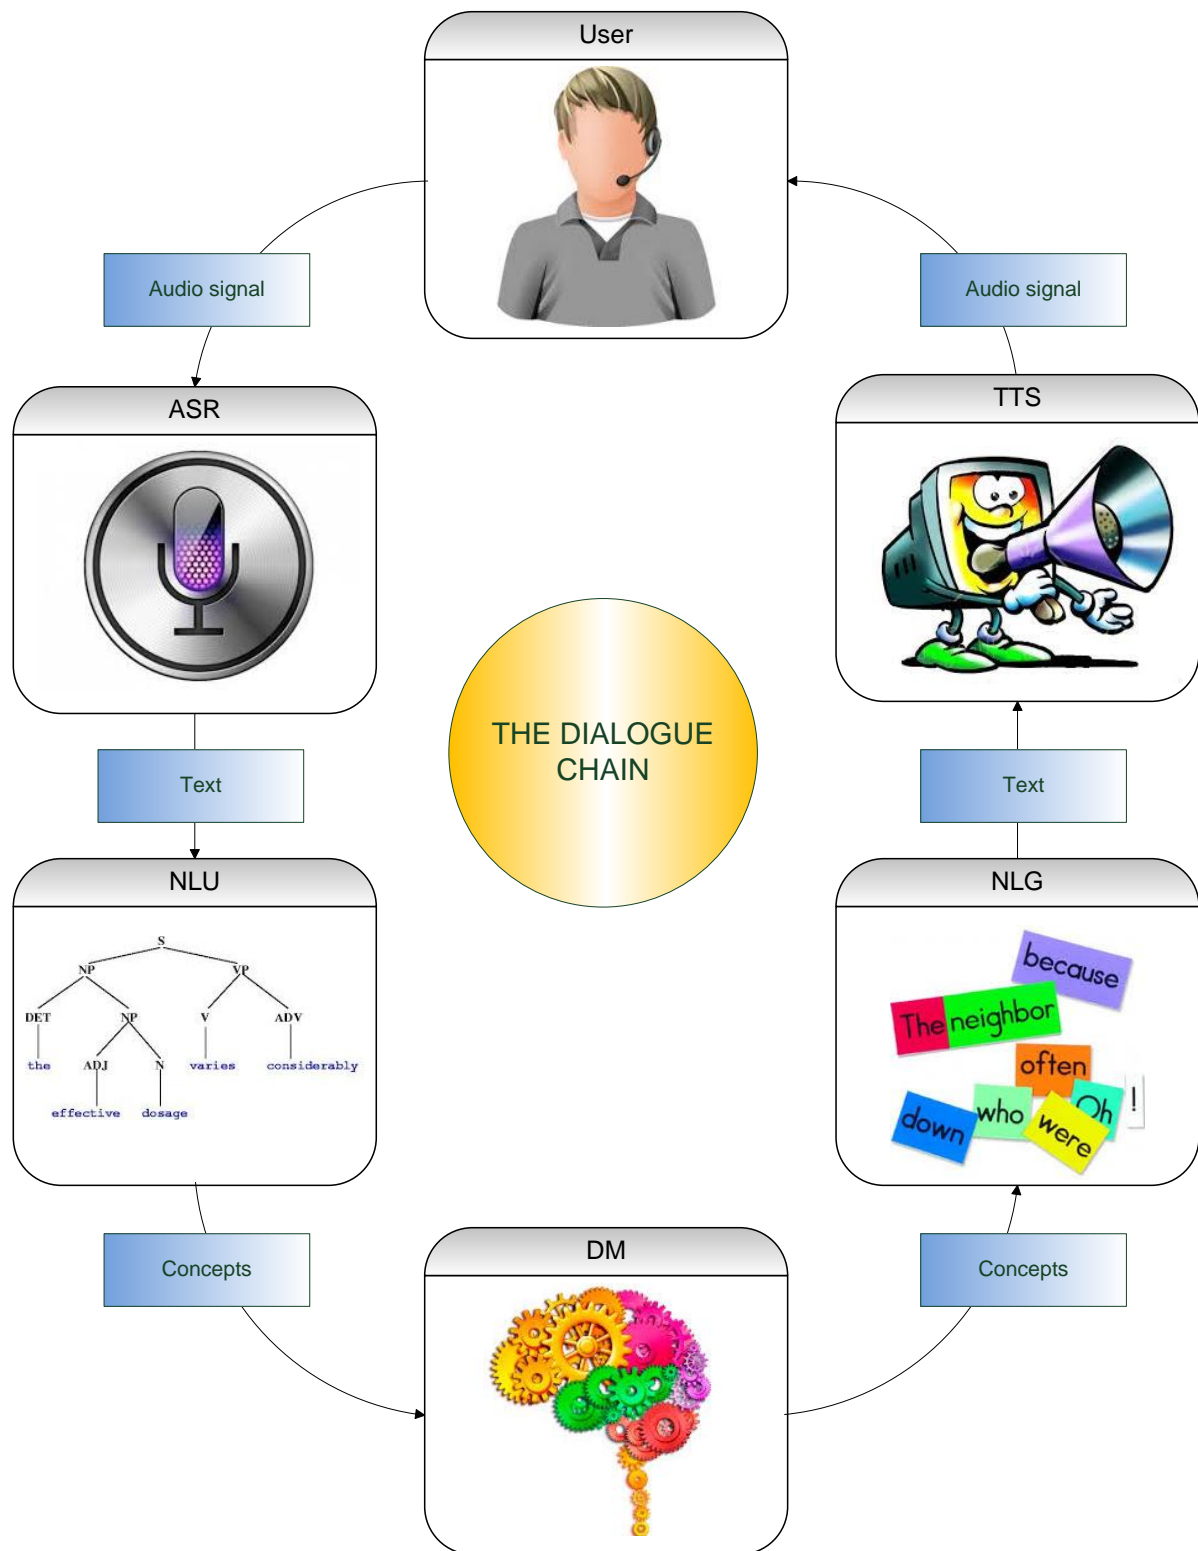 User
Audio signal
Audio signal
ASR
TTS
THE DIALOGUE
CHAIN
Text
Text
NLU
NLG
S
NP VP
DET NP V ADV
the ADJ N varies considerably
effective dosage
because
The neighbor
often
who Oh !
down were
DM
Concepts
Concepts